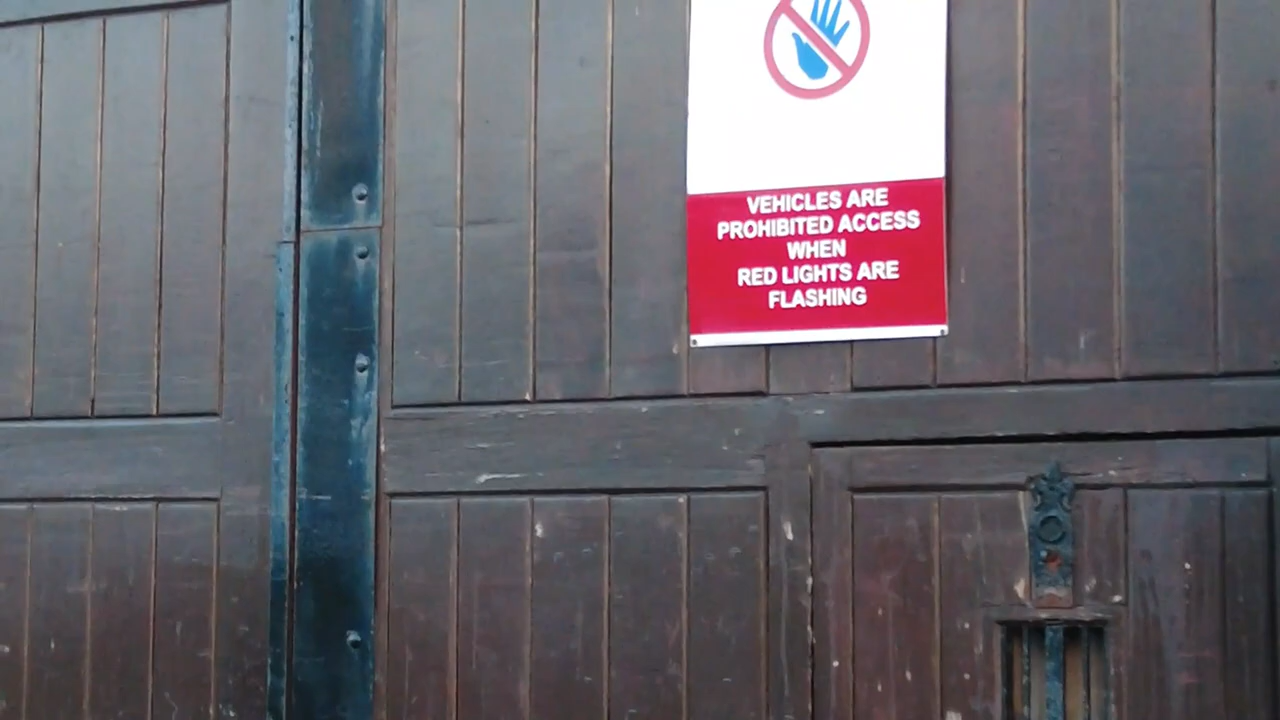 VEHICLES ARE
PROHIBITED ACCESS
WHEN
RED LIGHTS ARE
FLASHING